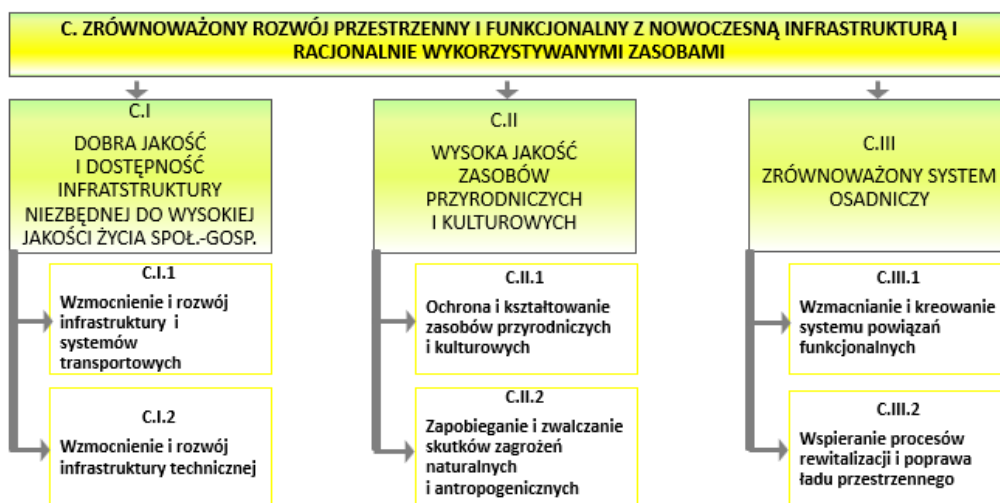 C. ZRÓWNOWAŻONY ROZWÓJ PRZESTRZENNY I FUNKCJONALNY Z NOWOCZESNĄ INFRASTRUKTURĄ I
RACJONALNIE WYKORZYSTYWANYMI ZASOBAMI
C.I
DOBRA JAKOŚĆ
I DOSTĘPNOŚĆ
INFRATSTRUKTURY
NIEZBĘDNEJ DO WYSOKIEJ
JAKOŚCI ŻYCIA SPOŁ.-GOSP.
C.I.1
Wzmocnienie i rozwój
infrastruktury i
systemów
transportowych
C.I.2
Wzmocnienie i rozwój
infrastruktury technicznej
C.II
WYSOKA JAKOŚĆ
ZASOBÓW
PRZYRODNICZYCH
I KULTUROWYCH
C.II.1
Ochrona i kształtowanie
zasobów przyrodniczych
i kulturowych
C.II.2
Zapobieganie i zwalczanie
skutków zagrożeń
naturalnych
i antropogenicznych
C.III
ZRÓWNOWAŻONY SYSTEM
OSADNICZY
C.III.1
Wzmacnianie i kreowanie
systemu powiązań
funkcjonalnych
C.III.2
Wspieranie procesów
rewitalizacji i poprawa
ładu przestrzennego